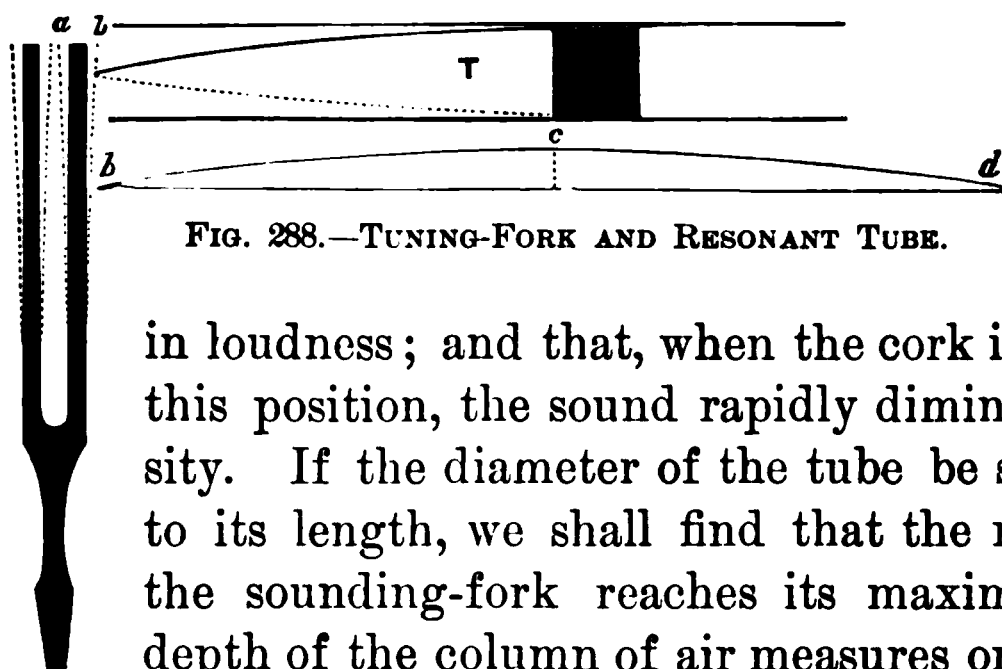 a b
T
c
b d
FIG. 288.—TUNING-FORK AND RESONANT TUBE.
in loudness; and that, when the cork i
this position, the sound rapidly dimin
sity. If the diameter of the tube be s
to its length, we shall find that the
the sounding-fork reaches its maxim
depth of the column of air measures